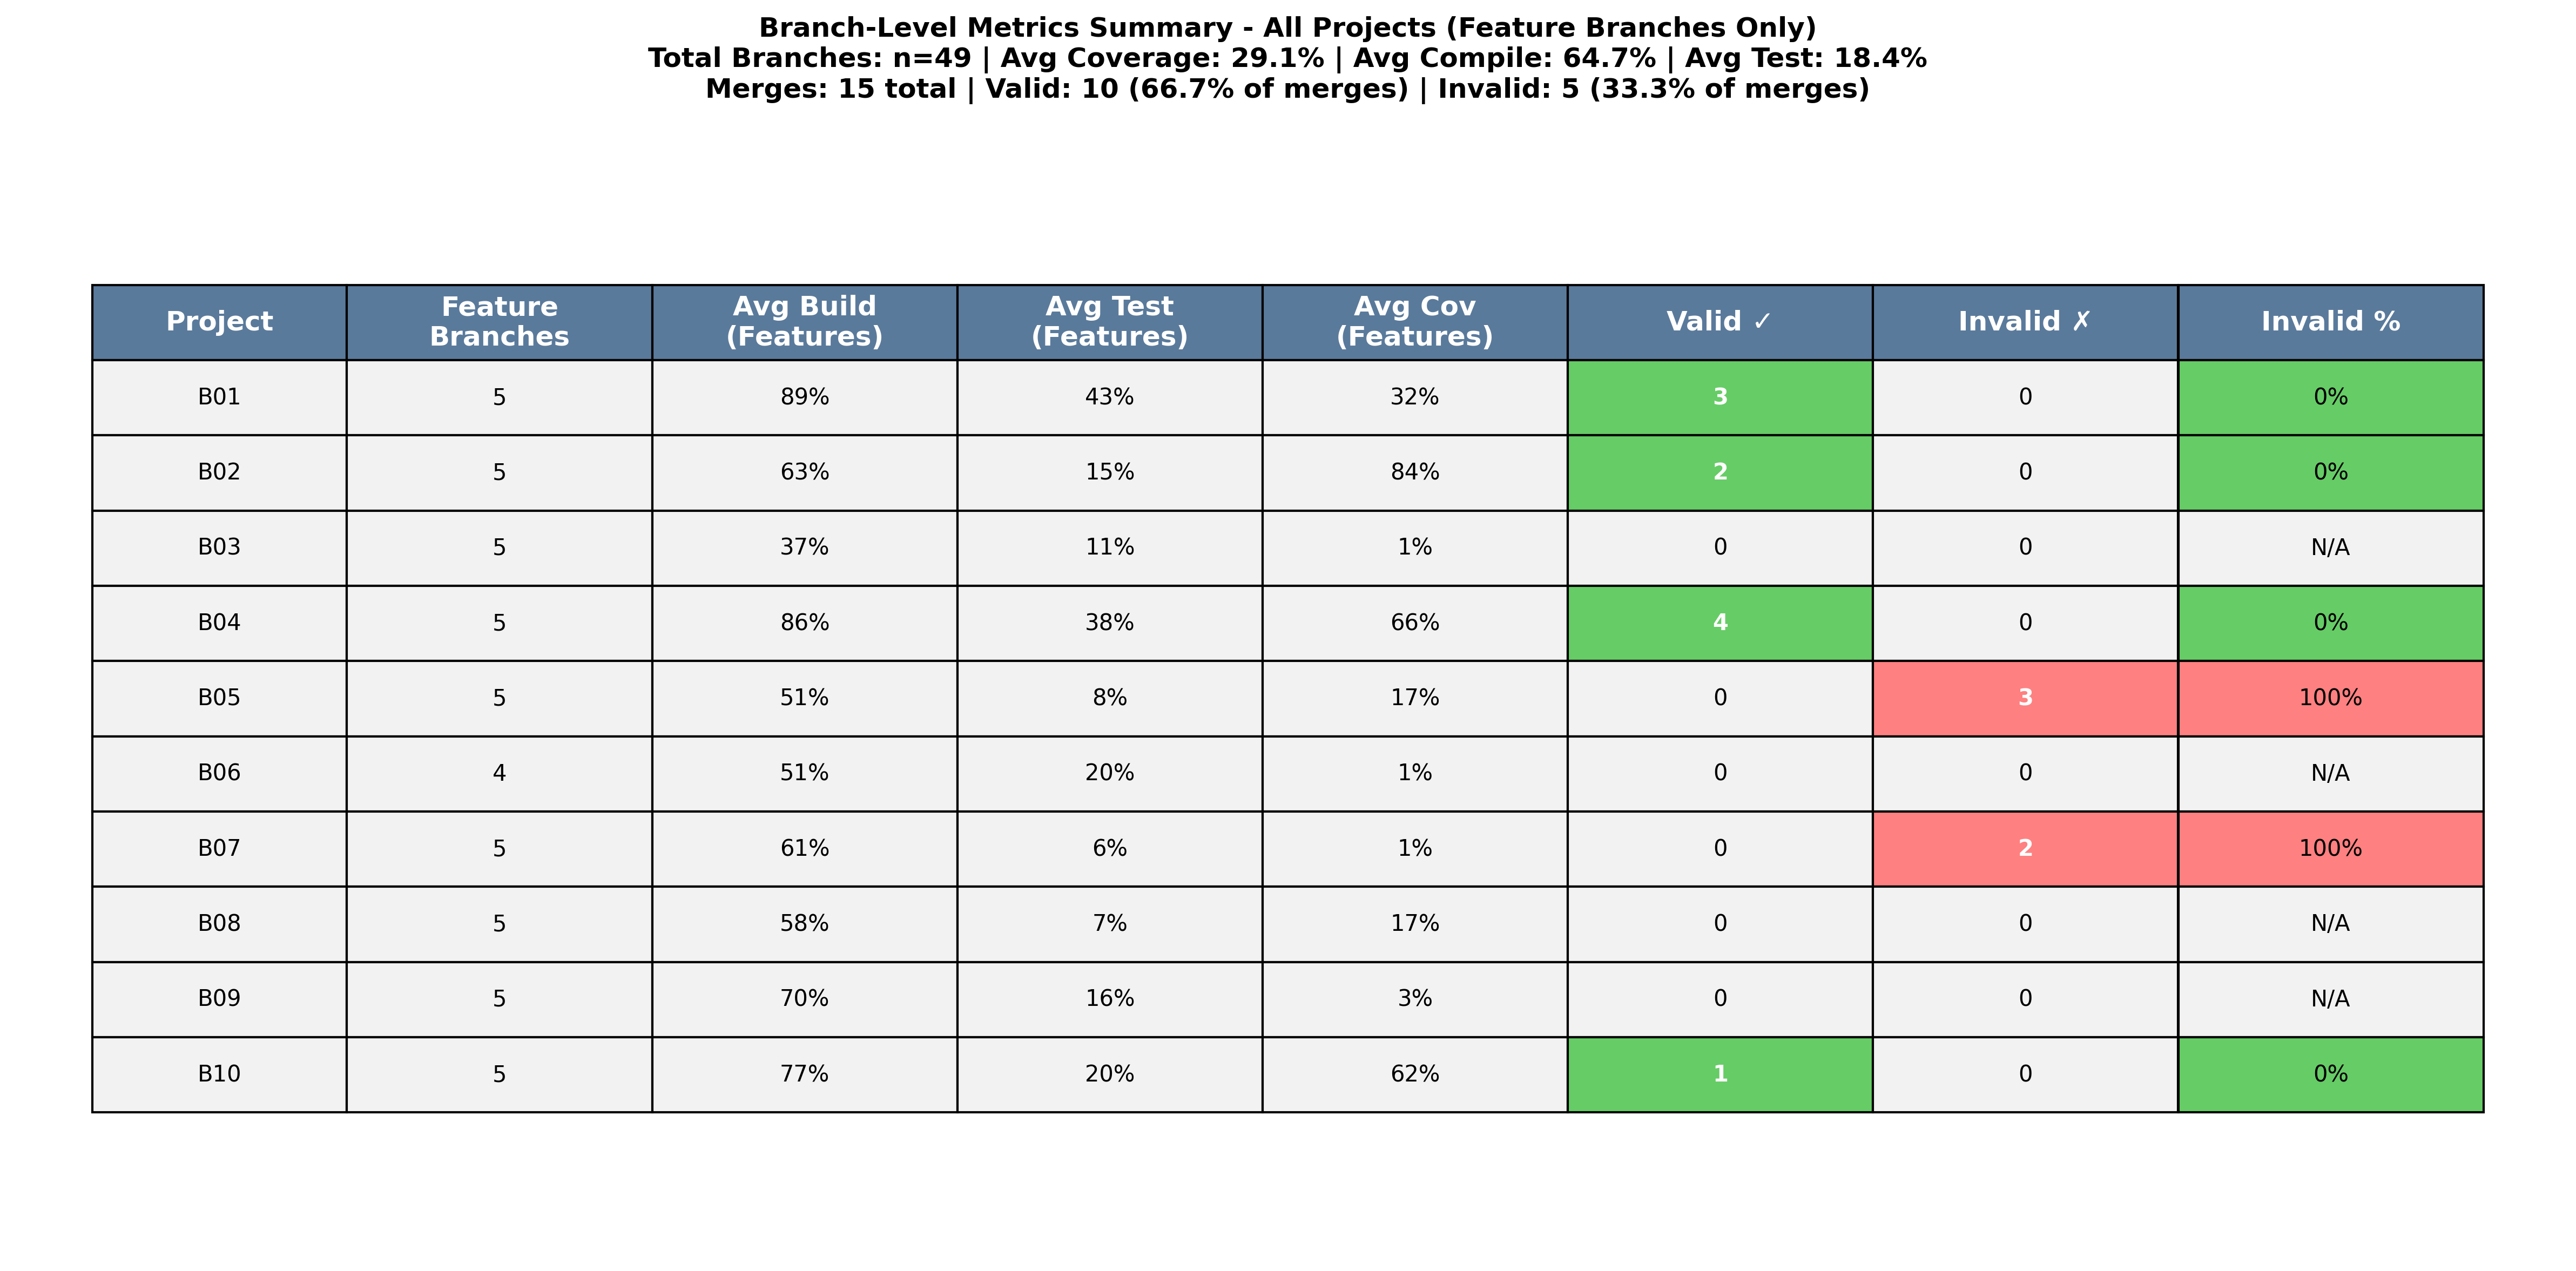 Branch-Level Metrics Summary - All Projects (Feature Branches Only)
Total Branches: n=49 | Avg Coverage: 29.1% | Avg Compile: 64.7% | Avg Test: 18.4%
Merges: 15 total | Valid: 10 (66.7% of merges) | Invalid: 5 (33.3% of merges)
Project Feature Branches Avg Build (Features) Avg Test (Features) Avg Cov (Features) Valid ✓ Invalid ✗ Invalid %
B01 5 89% 43% 32% 3 0 0%
B02 5 63% 15% 84% 2 0 0%
B03 5 37% 11% 1% 0 0 N/A
B04 5 86% 38% 66% 4 0 0%
B05 5 51% 8% 17% 0 3 100%
B06 4 51% 20% 1% 0 0 N/A
B07 5 61% 6% 1% 0 2 100%
B08 5 58% 7% 17% 0 0 N/A
B09 5 70% 16% 3% 0 0 N/A
B10 5 77% 20% 62% 1 0 0%